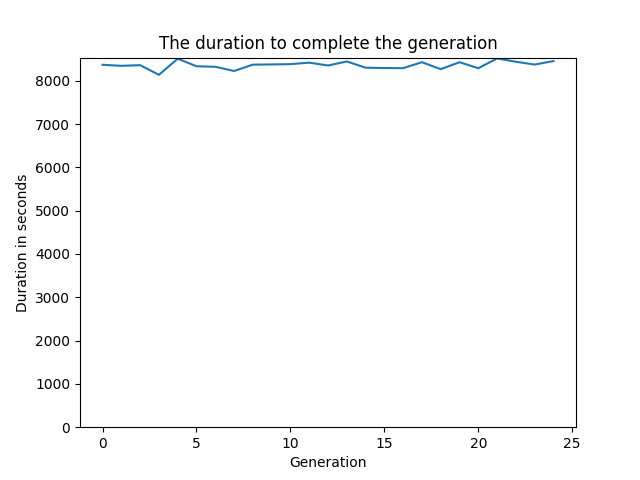 The duration to complete the generation
8000
7000
6000
5000
4000
3000
2000
1000
0
0 5 10 15 20 25
Generation
Duration in seconds